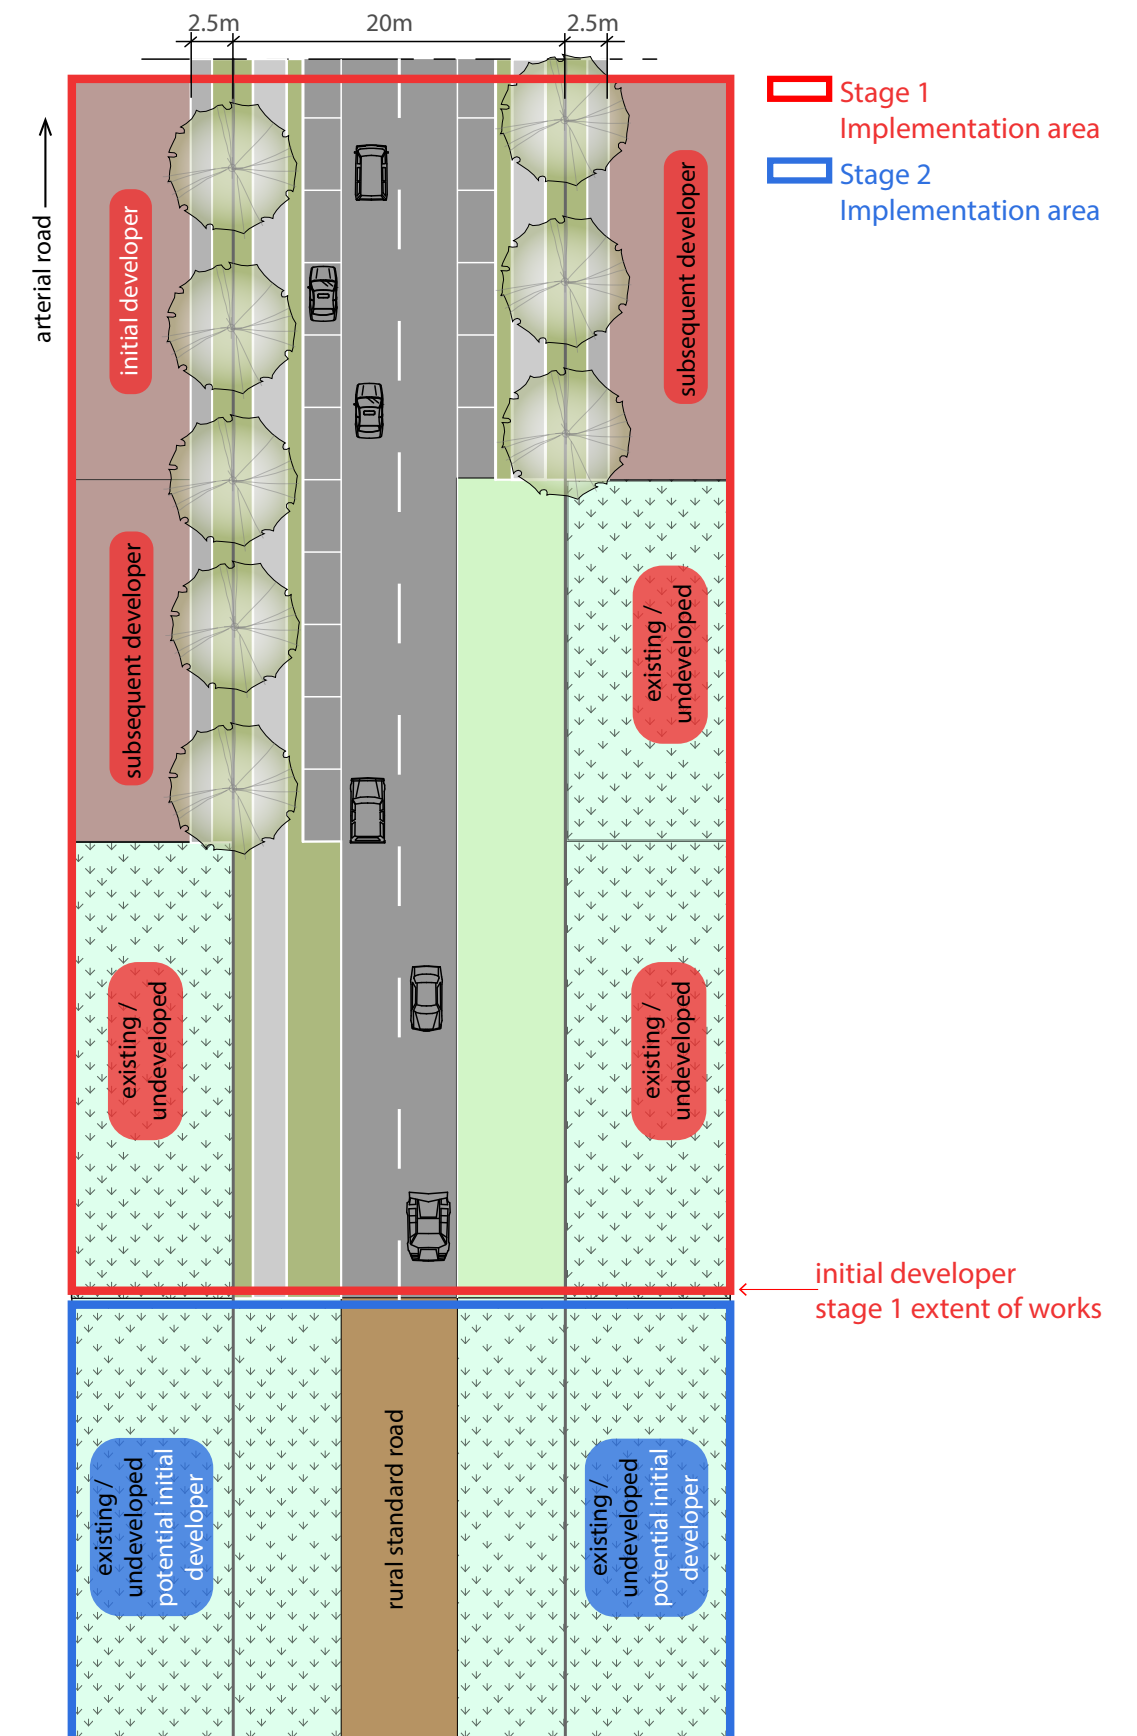 2.5m
20m
2.5m
Stage 1
Implementation area
Stage 2
Implementation area
arterial road
initial developer
subsequent developer
subsequent developer
existing /
undeveloped
existing /
undeveloped
existing /
undeveloped
initial developer
stage 1 extent of works
existing /
undeveloped
potential initial
developer
rural standard road
existing /
undeveloped
potential initial
developer